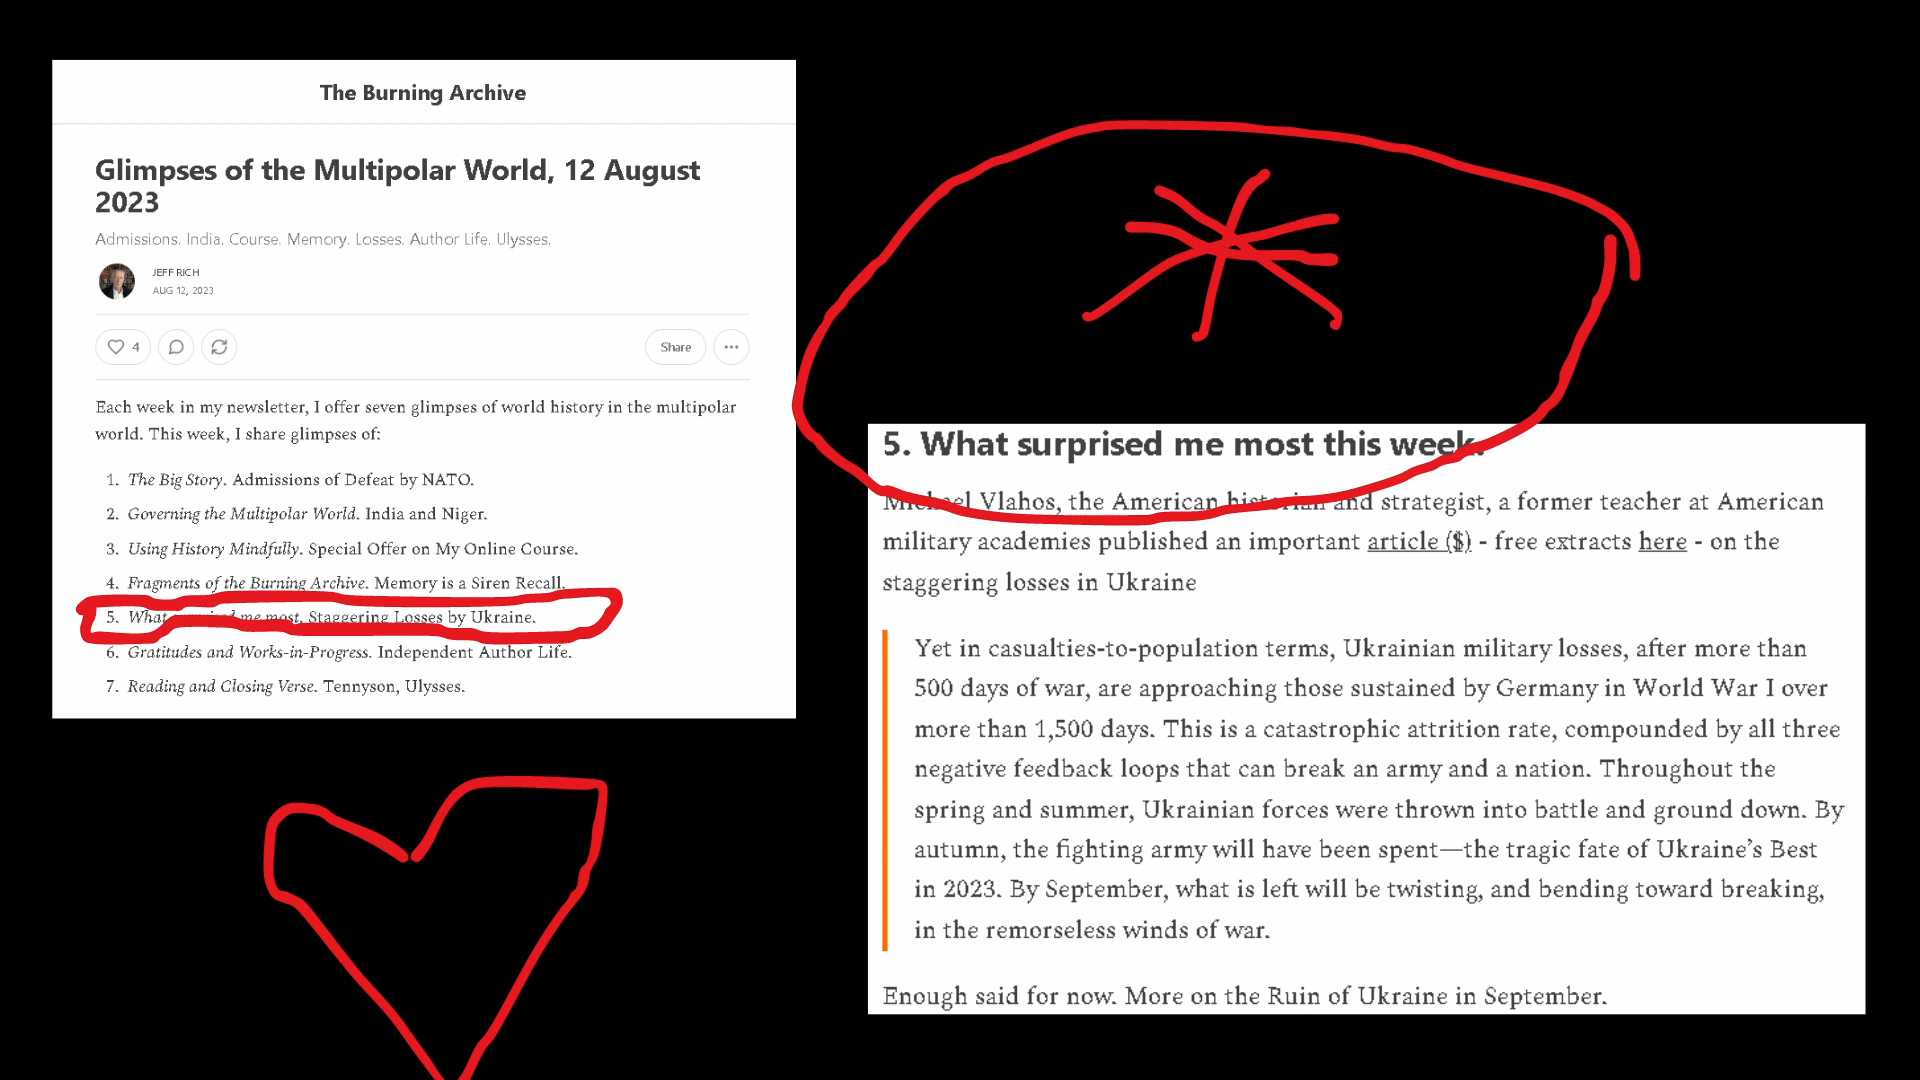 The Burning Archive
Glimpses of the Multipolar World, 12 August
2023
Admissions. India. Course. Memory. Losses. Author Life. Ulysses.
JEFF RICH
AUG 12, 2023
4
Share
Each week in my newsletter, I offer seven glimpses of world history in the multipolar
world. This week, I share glimpses of:
1. The Big Story. Admissions of Defeat by NATO.
2. Governing the Multipolar World. India and Niger.
3. Using History Mindfully. Special Offer on My Online Course.
4. Fragments of the Burning Archive. Memory is a Siren Recall.
5. What surprised me most. Staggering Losses by Ukraine.
6. Gratitudes and Works-in-Progress. Independent Author Life.
7. Reading and Closing Verse. Tennyson, Ulysses.
5. What surprised me most this week.
Michael Vlahos, the American historian and strategist, a former teacher at American
military academies published an important article ($) - free extracts here - on the
staggering losses in Ukraine
Yet in casualties-to-population terms, Ukrainian military losses, after more than
500 days of war, are approaching those sustained by Germany in World War I over
more than 1,500 days. This is a catastrophic attrition rate, compounded by all three
negative feedback loops that can break an army and a nation. Throughout the
spring and summer, Ukrainian forces were thrown into battle and ground down. By
autumn, the fighting army will have been spent—the tragic fate of Ukraine’s Best
in 2023. By September, what is left will be twisting, and bending toward breaking,
in the remorseless winds of war.
Enough said for now. More on the Ruin of Ukraine in September.